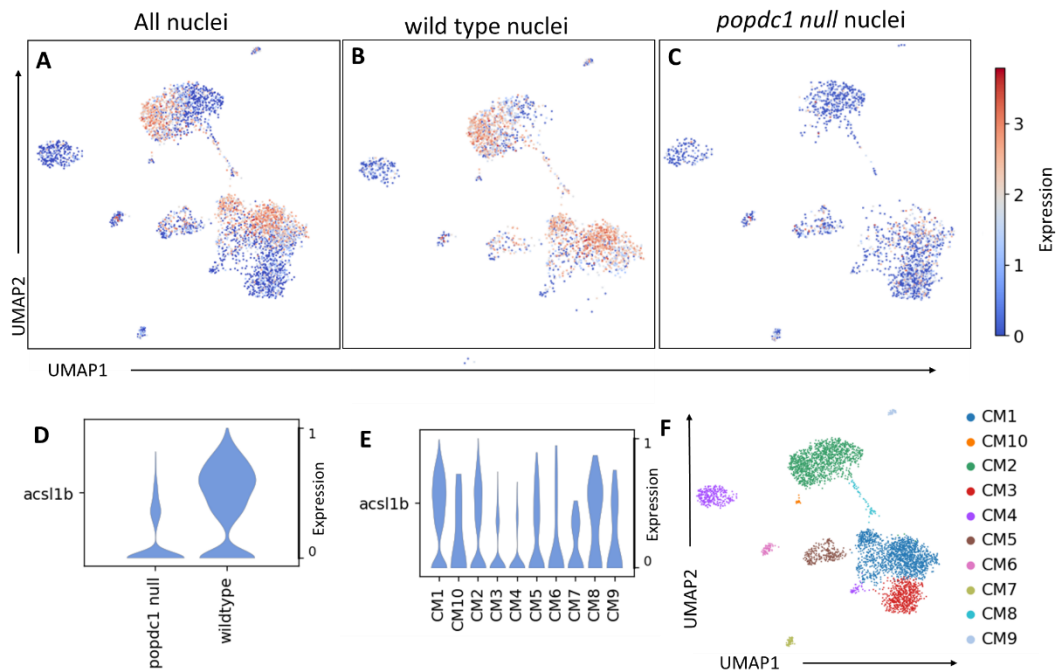 All nuclei
wild type nuclei
popdc1 null nuclei
A
B
C
UMAP2
UMAP1
3
2
1
0
Expression
D
acsl1b
1
0
Expression
popdc1 null
wildtype
E
acsl1b
1
0
Expression
CM1
CM10
CM2
CM3
CM4
CM5
CM6
CM7
CM8
CM9
F
UMAP2
UMAP1
CM1
CM10
CM2
CM3
CM4
CM5
CM6
CM7
CM8
CM9